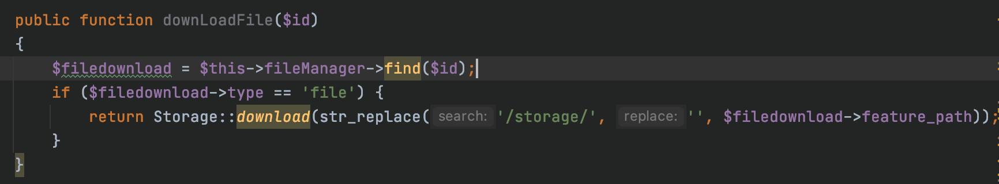 public function downLoadFile($id)
{
$filedownload = $this->fileManager->find($id);
if ($filedownload->type == 'file') {
return Storage::download(str_replace( search: '/storage/', replace: '', $filedownload->feature_path));
}
}